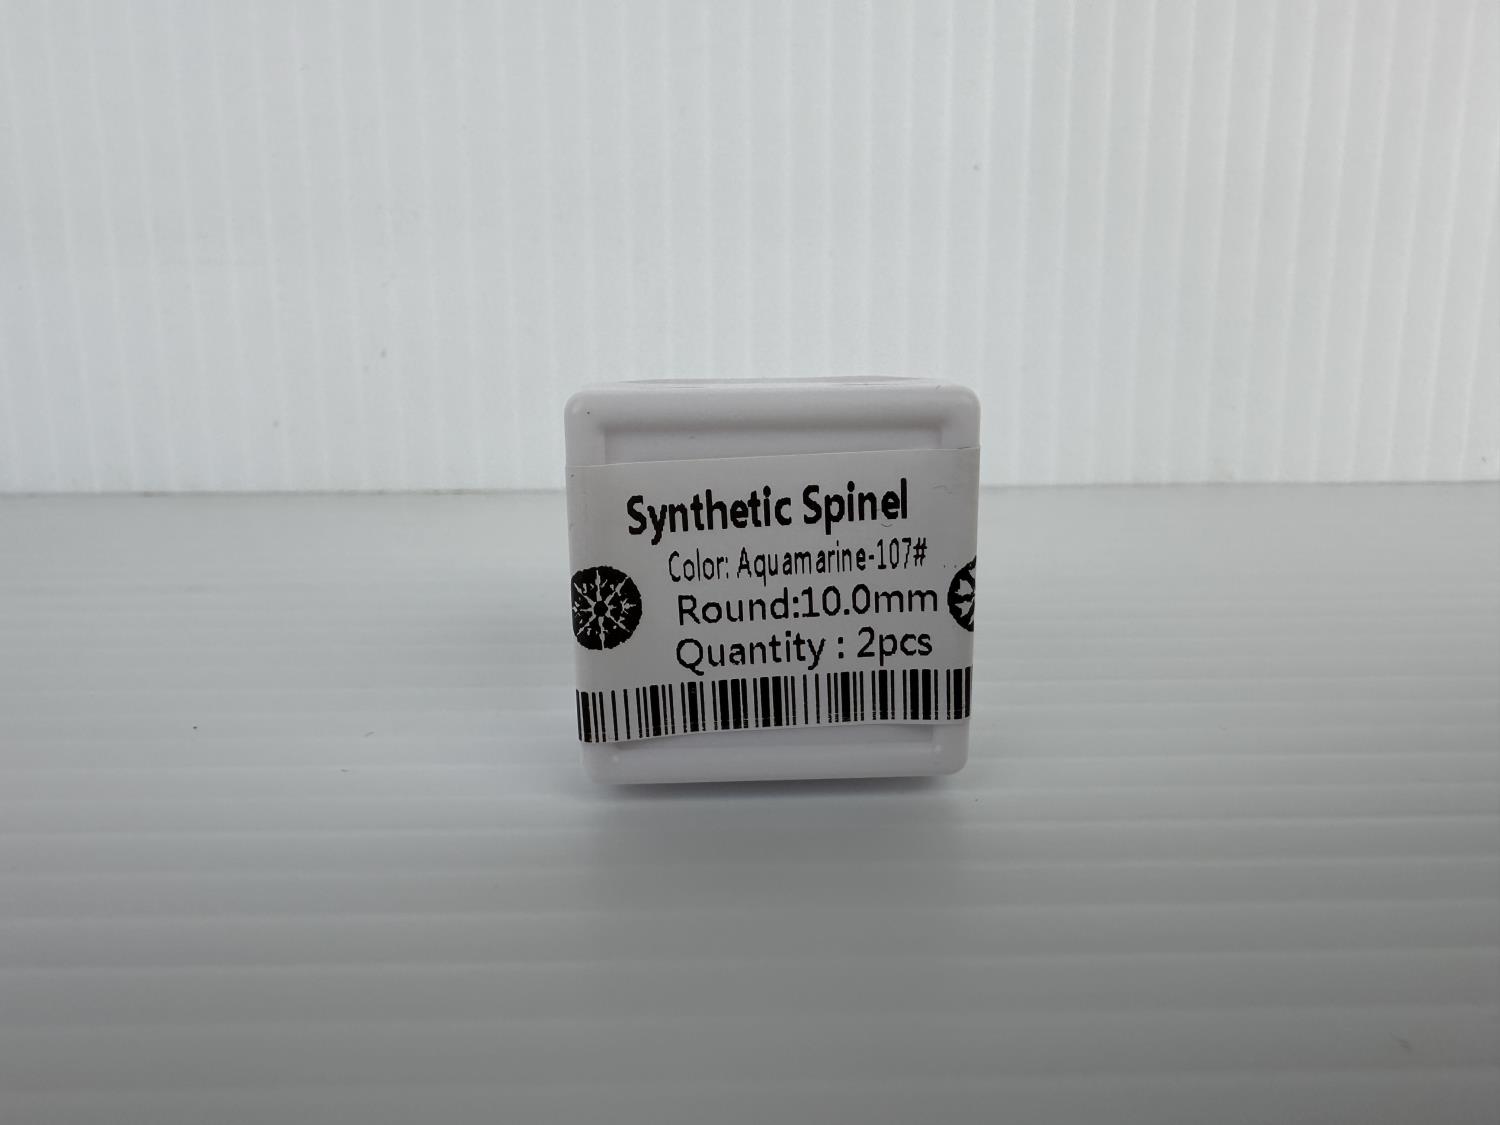 Synthetic Spinel
Color: Aquamarine-107#
Round:10.0mm
Quantity : 2pcs